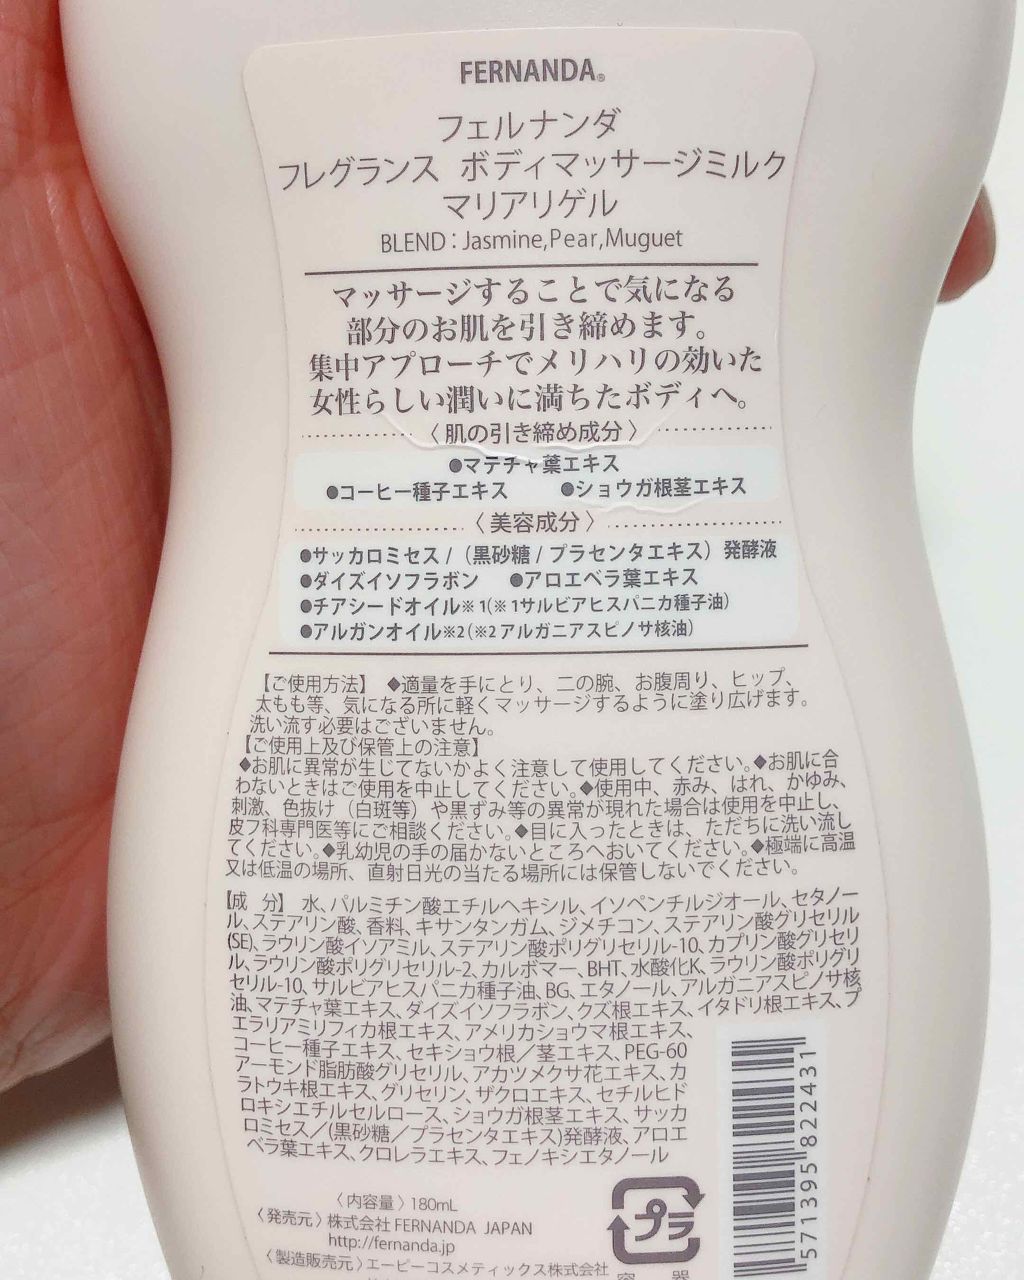 FERNANDA®
フェルナンダ
フレグランス ボディマッサージミルク
マリアリゲル
BLEND : Jasmine,Pear,Muguet
マッサージすることで気になる
部分のお肌を引き締めます。
集中アプローチでメリハリの効いた
女性らしい潤いに満ちたボディへ。
〈肌の引き締め成分〉
●マテチャ葉エキス
●コーヒー種子エキス ●ショウガ根茎エキス
〈美容成分〉
●サッカロミセス/(黒砂糖/プラセンタエキス)発酵液
●ダイズイソフラボン ●アロエベラ葉エキス
●チアシードオイル※1(※1サルビアヒスパニカ種子油)
●アルガンオイル※2(※2アルガニアスピノサ核油)
【ご使用方法】 ◆適量を手にとり、二の腕、お腹周り、ヒップ、
太もも等、気になる所に軽くマッサージするように塗り広げます。
洗い流す必要はございません。
【ご使用上及び保管上の注意】
◆お肌に異常が生じてないかよく注意して使用してください。◆お肌に合
わないときはご使用を中止してください。◆使用中、赤み、はれ、かゆみ、
刺激、色抜け(白斑等)や黒ずみ等の異常が現れた場合は使用を中止し、
皮フ科専門医等にご相談ください。◆目に入ったときは、ただちに洗い流し
てください。◆乳幼児の手の届かないところへおいてください。◆極端に高温
又は低温の場所、直射日光の当たる場所には保管しないでください。
【成 分】 水、パルミチン酸エチルヘキシル、イソペンチルジオール、セタノー
ル、ステアリン酸、香料、キサンタンガム、ジメチコン、ステアリン酸グリセリル
(SE)、ラウリン酸イソアミル、ステアリン酸ポリグリセリル-10、カプリン酸グリセリ
ル、ラウリン酸ポリグリセリル-2、カルボマー、BHT、水酸化K、ラウリン酸ポリグリ
セリル-10、サルビアヒスパニカ種子油、BG、エタノール、アルガニアスピノサ核
油、マテチャ葉エキス、ダイズイソフラボン、クズ根エキス、イタドリ根エキス、プ
エラリアミリフィカ根エキス、アメリカショウマ根エキス、
コーヒー種子エキス、セキショウ根/茎エキス、PEG-60
アーモンド脂肪酸グリセリル、アカツメクサ花エキス、カ
ラトウキ根エキス、グリセリン、ザクロエキス、セチルヒド
ロキシエチルセルロース、ショウガ根茎エキス、サッカ
ロミセス/(黒砂糖/プラセンタエキス)発酵液、アロエ
ベラ葉エキス、クロレラエキス、フェノキシエタノール
〈内容量〉180mL
〈発売元〉株式会社 FERNANDA JAPAN
http://fernanda.jp
〈製造販売元〉エーピーコスメティックス株式会社
プラ
容 器
571395822431